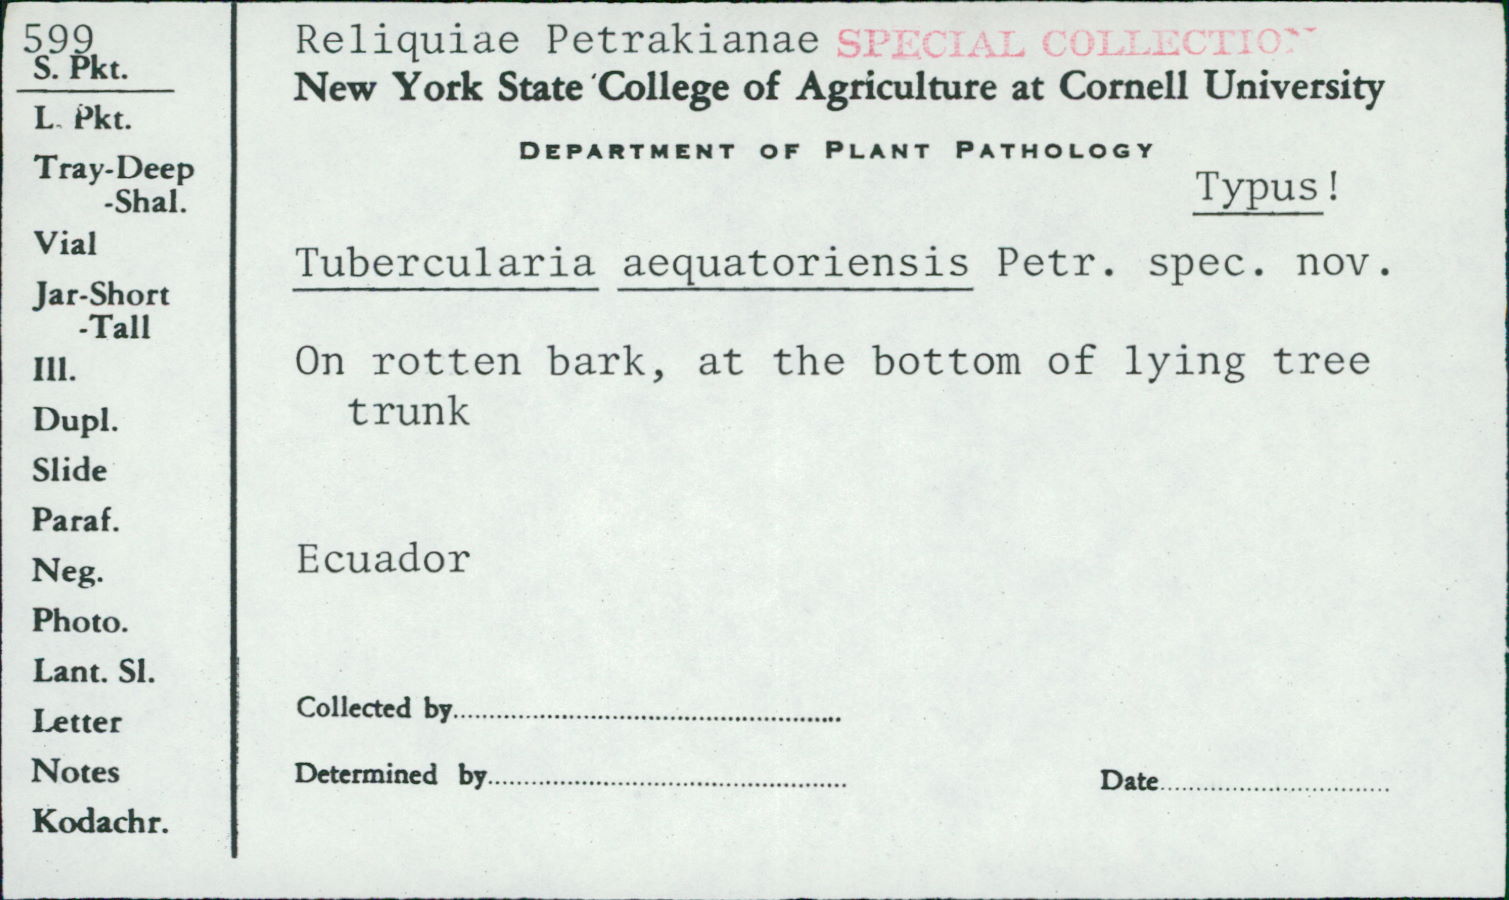 599
S. Pkt.
L. Pkt.
Tray-Deep
-Shal.
Vial
Jar-Short
-Tall
Ill.
Dupl.
Slide
Paraf.
Neg.
Photo.
Lant. Sl.
Letter
Notes
Kodachr.
Reliquiae Petrakianae SPECIAL COLLECTION
New York State College of Agriculture at Cornell University
DEPARTMENT OF PLANT PATHOLOGY
Typus!
Tubercularia aequatoriensis Petr. spec. nov.
On rotten bark, at the bottom of lying tree
trunk
Ecuador
Collected by
Determined by
Date